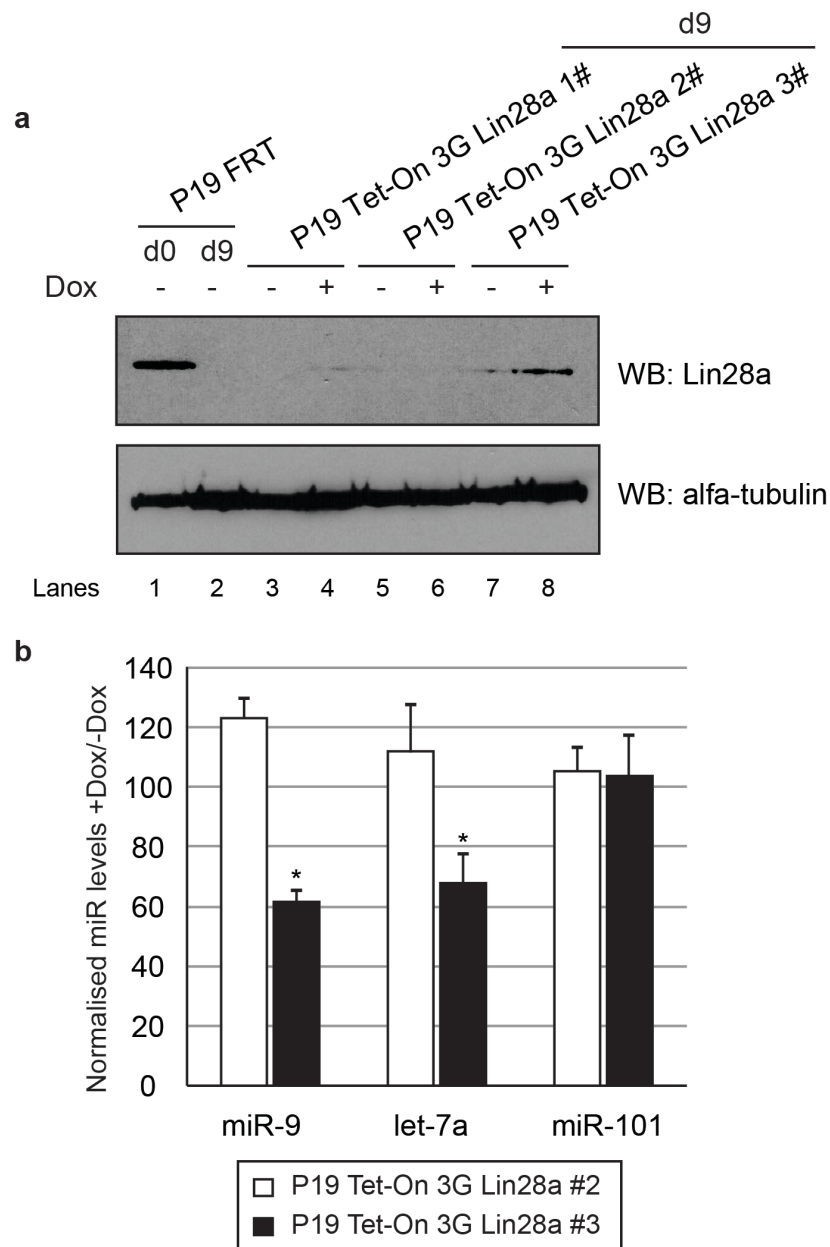 d9
a
P19 FRT
P19 Tet-On 3G Lin28a 1#
P19 Tet-On 3G Lin28a 2#
P19 Tet-On 3G Lin28a 3#
d0 d9
Dox - - - + - + - +
WB: Lin28a
WB: alfa-tubulin
Lanes 1 2 3 4 5 6 7 8
b
Normalised miR levels +Dox/-Dox
140
120
100
80
60
40
20
0
* *
miR-9 let-7a miR-101
P19 Tet-On 3G Lin28a #2
P19 Tet-On 3G Lin28a #3